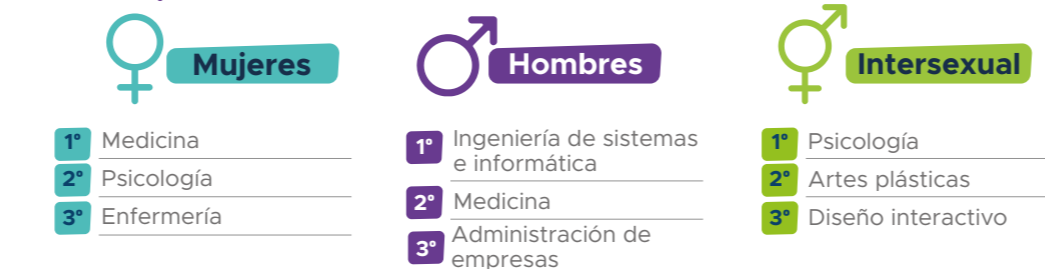 Mujeres
1° Medicina
2° Psicología
3° Enfermería
Hombres
1° Ingeniería de sistemas
e informática
2° Medicina
3° Administración de
empresas
Intersexual
1° Psicología
2° Artes plásticas
3° Diseño interactivo